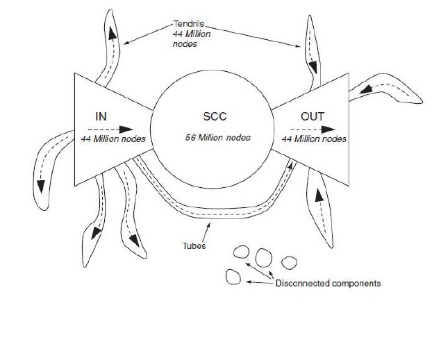 Tendrils
44 Million
nodes
IN
44 Million nodes
SCC
56 Million nodes
OUT
44 Million nodes
Tubes
Disconnected components